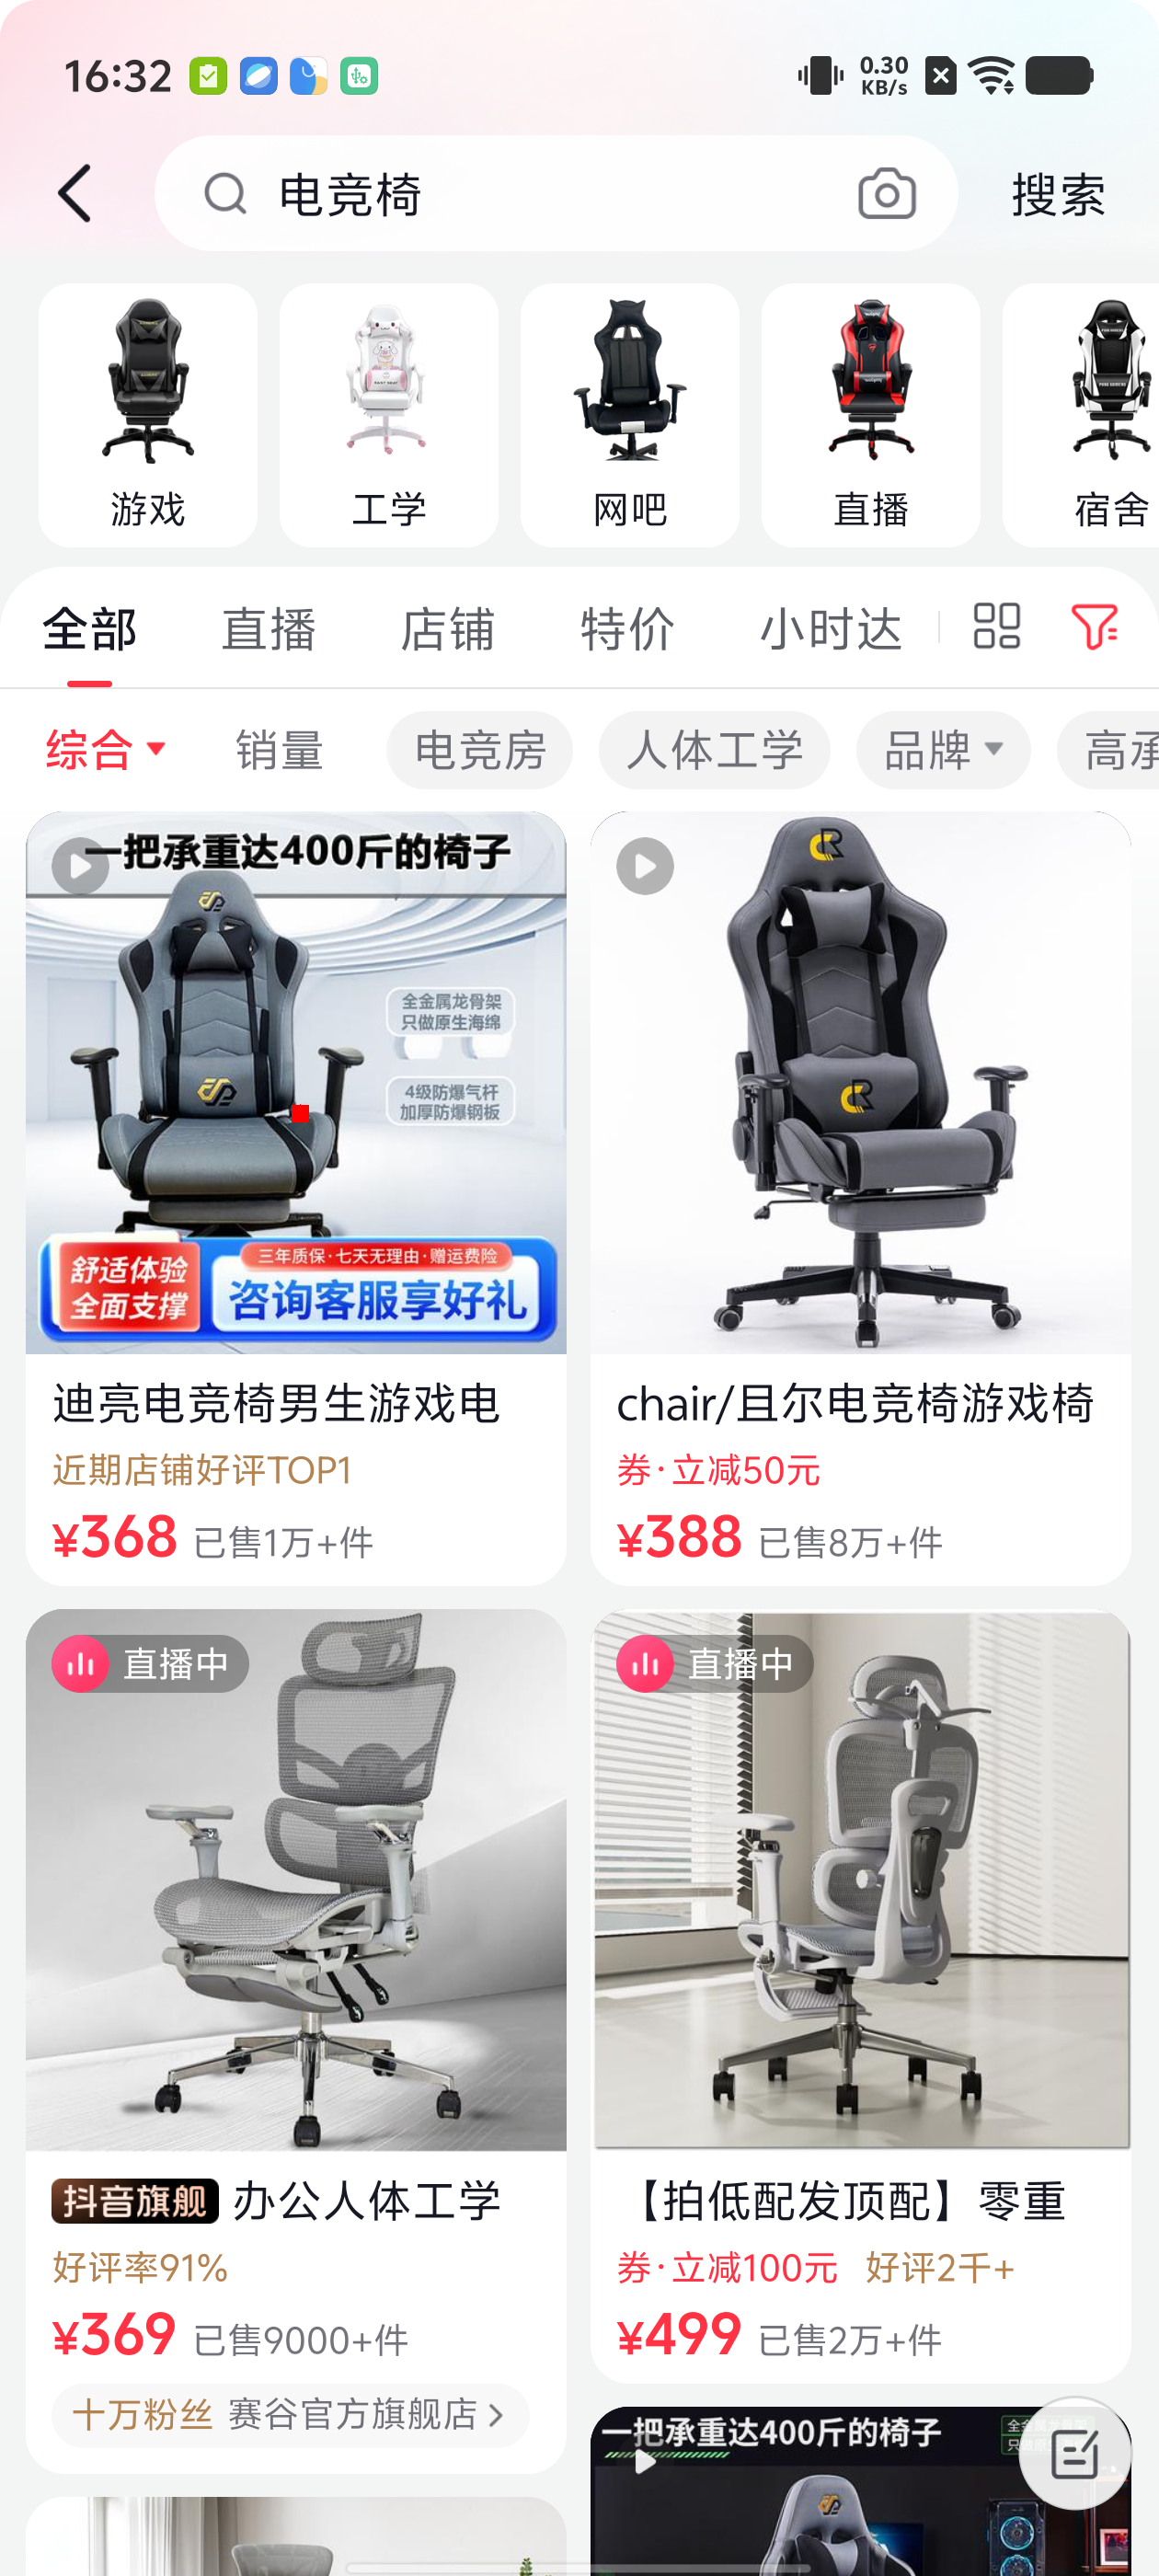 16:32
0.30
KB/s
电竞椅
搜索
游戏
工学
网吧
直播
宿舍
全部
直播
店铺
特价
小时达
综合
销量
电竞房
人体工学
品牌
高承
一把承重达400斤的椅子
全金属龙骨架
只做原生海绵
4级防爆气杆
加厚防爆钢板
舒适体验
全面支撑
三年质保·七天无理由·赠运费险
咨询客服享好礼
迪亮电竞椅男生游戏电
近期店铺好评TOP1
¥368 已售1万+件
chair/且尔电竞椅游戏椅
券·立减50元
¥388 已售8万+件
直播中
抖音旗舰 办公人体工学
好评率91%
¥369 已售9000+件
十万粉丝 赛谷官方旗舰店
直播中
【拍低配发顶配】零重
券·立减100元 好评2千+
¥499 已售2万+件
一把承重达400斤的椅子